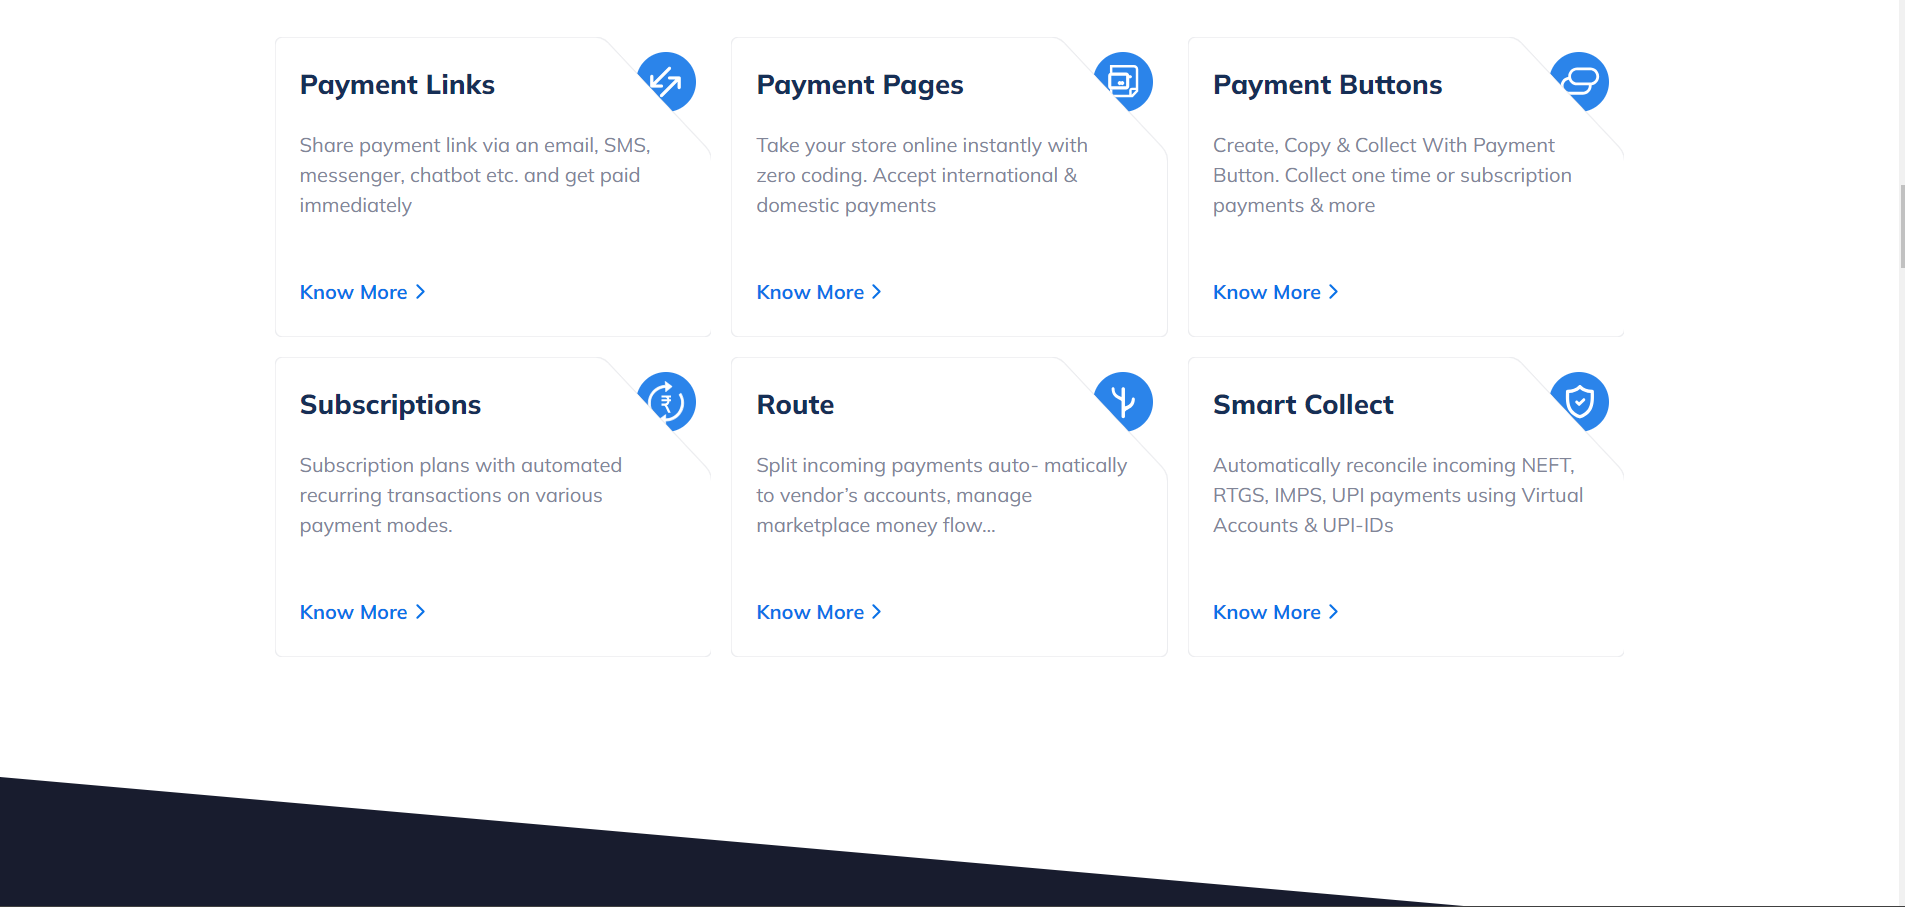 Payment Links
Share payment link via an email, SMS,
messenger, chatbot etc. and get paid
immediately
Know More
Payment Pages
Take your store online instantly with
zero coding. Accept international &
domestic payments
Know More
Payment Buttons
Create, Copy & Collect With Payment
Button. Collect one time or subscription
payments & more
Know More
Subscriptions
₹
Subscription plans with automated
recurring transactions on various
payment modes.
Know More
Route
Split incoming payments auto- matically
to vendor’s accounts, manage
marketplace money flow...
Know More
Smart Collect
Automatically reconcile incoming NEFT,
RTGS, IMPS, UPI payments using Virtual
Accounts & UPI-IDs
Know More